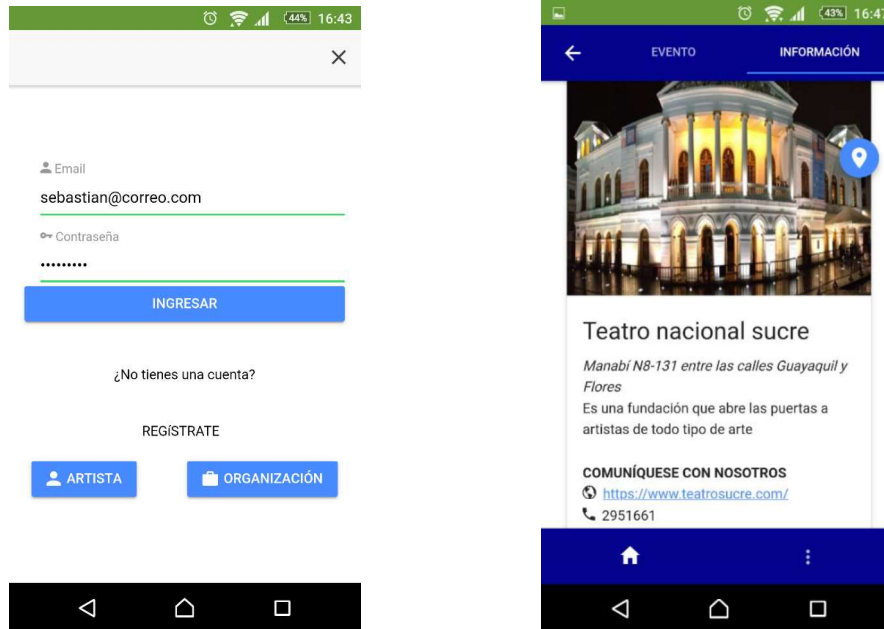 44% 16:43
Email
sebastian@correo.com
Contraseña
•••••••••
INGRESAR
¿No tienes una cuenta?
REGíSTRATE
ARTISTA
ORGANIZACIÓN
43% 16:47
EVENTO
INFORMACIÓN
Teatro nacional sucre
Manabí N8-131 entre las calles Guayaquil y
Flores
Es una fundación que abre las puertas a
artistas de todo tipo de arte
COMUNÍQUESE CON NOSOTROS
https://www.teatrosucre.com/
2951661